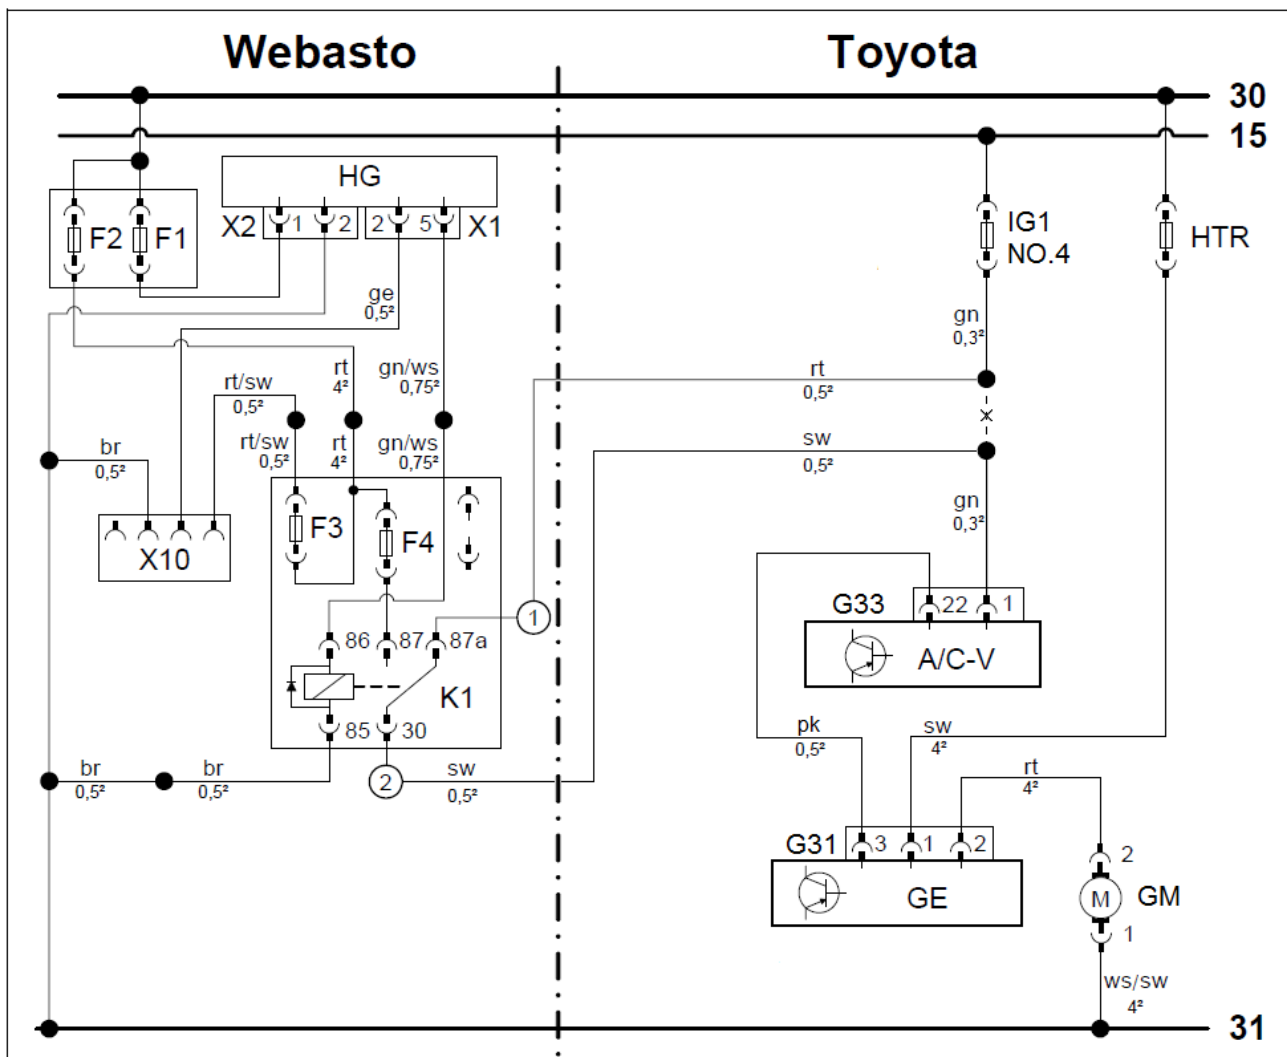 Webasto
Toyota
30
15
HG
X2
1
2
2
5
X1
F2
F1
IG1
NO.4
HTR
ge
0,5²
gn
0,3²
rt/sw
0,5²
rt
4²
gn/ws
0,75²
rt
0,5²
br
0,5²
rt/sw
0,5²
rt
4²
gn/ws
0,75²
sw
0,5²
gn
0,3²
X10
F3
F4
1
G33
22
1
A/C-V
86
87
87a
K1
85
30
pk
0,5²
sw
4²
br
0,5²
br
0,5²
2
sw
0,5²
rt
4²
G31
3
1
2
GE
2
M
GM
1
ws/sw
4²
31